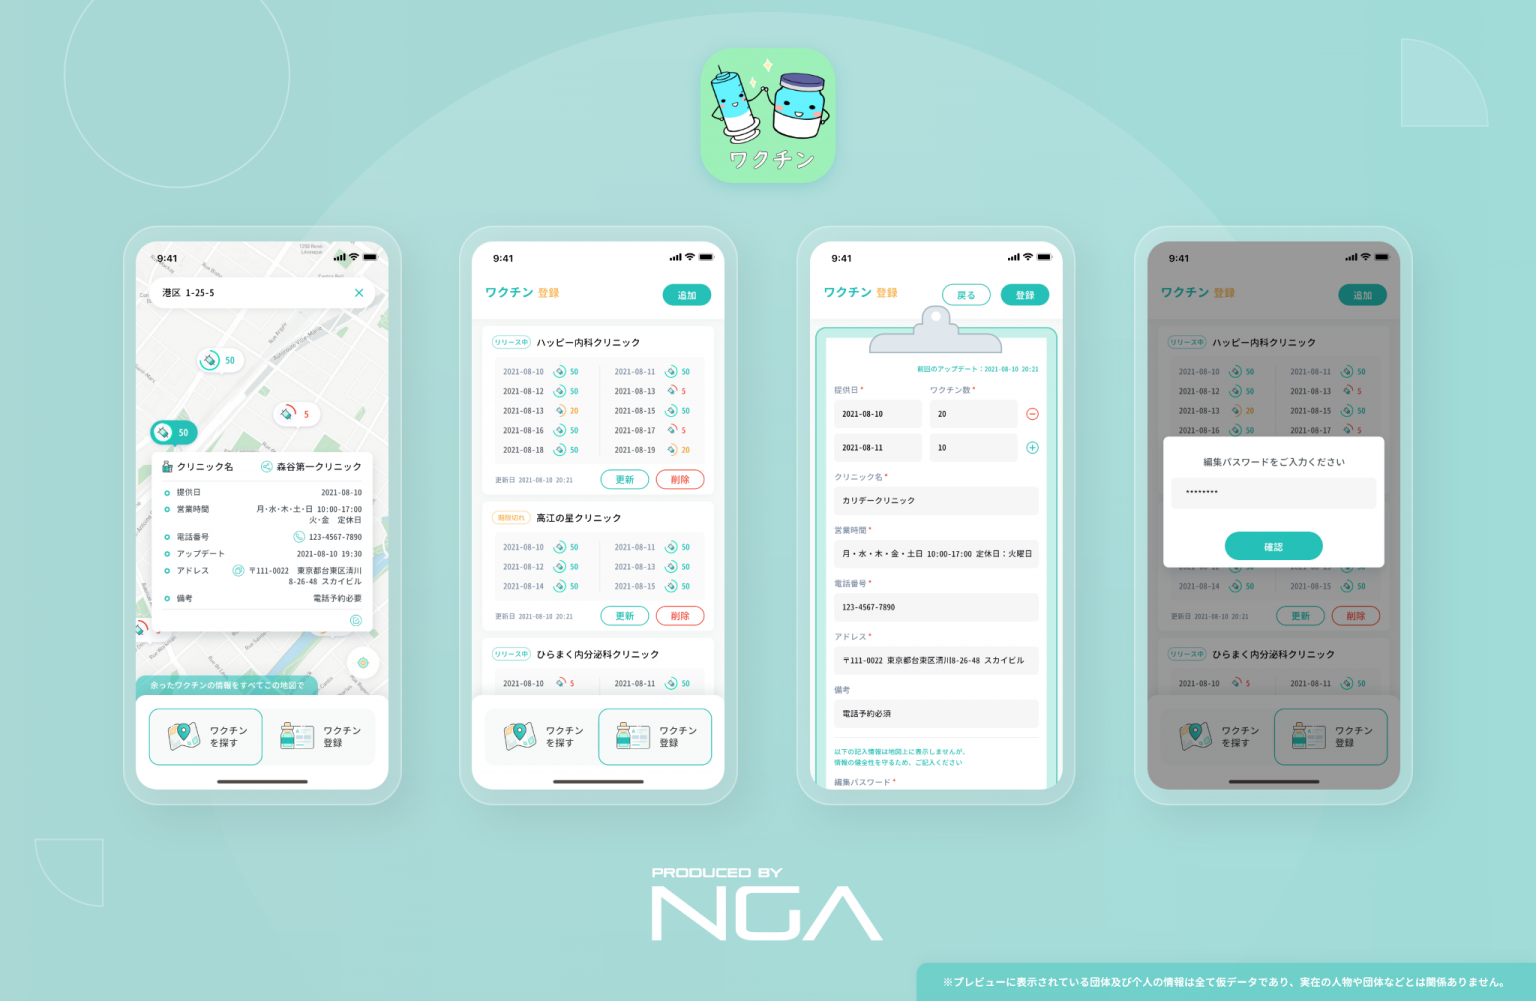 ワクチン
9:41
港区 1-25-5
50
5
50
クリニック名 森谷第一クリニック
提供日 2021-08-10
営業時間 月・水・木・土・日 10:00-17:00
火・金 定休日
電話番号 123-4567-7890
アップデート 2021-08-10 19:30
アドレス 〒111-0022 東京都台東区清川
8-26-48 スカイビル
備考 電話予約必要
余ったワクチンの情報をすべてこの地図で
ワクチン
を探す
ワクチン
登録
9:41
ワクチン 登録
追加
リリース中 ハッピー内科クリニック
2021-08-10 50 2021-08-11 50
2021-08-12 50 2021-08-13 5
2021-08-13 20 2021-08-15 50
2021-08-16 50 2021-08-17 5
2021-08-18 50 2021-08-19 20
更新日 2021-08-10 20:21 更新 削除
期限切れ 高江の星クリニック
2021-08-10 50 2021-08-11 50
2021-08-12 50 2021-08-13 50
2021-08-14 50 2021-08-15 50
更新日 2021-08-10 20:21 更新 削除
リリース中 ひらまく内分泌科クリニック
2021-08-10 5 2021-08-11 50
ワクチン
を探す
ワクチン
登録
9:41
ワクチン 登録
戻る 登録
前回のアップデート：2021-08-10 20:21
提供日* ワクチン数*
2021-08-10 20
2021-08-11 10
クリニック名*
カリデークリニック
営業時間*
月・水・木・金・土日 10:00-17:00 定休日：火曜日
電話番号*
123-4567-7890
アドレス*
〒111-0022 東京都台東区清川8-26-48 スカイビル
備考
電話予約必須
以下の記入情報は地図上に表示しませんが、
情報の健全性を守るため、ご記入ください
編集パスワード*
9:41
ワクチン 登録
追加
リリース中 ハッピー内科クリニック
2021-08-10 50 2021-08-11 50
2021-08-12 50 2021-08-13 5
2021-08-13 20 2021-08-15 50
2021-08-16 50 2021-08-17 5
編集パスワードをご入力ください
********
確認
2021-08-14 50 2021-08-15 50
更新日 2021-08-10 20:21 更新 削除
リリース中 ひらまく内分泌科クリニック
2021-08-10 5 2021-08-11 50
ワクチン
を探す
ワクチン
登録
PRODUCED BY
NGA
※プレビューに表示されている団体及び個人の情報は全て仮データであり、実在の人物や団体などとは関係ありません。